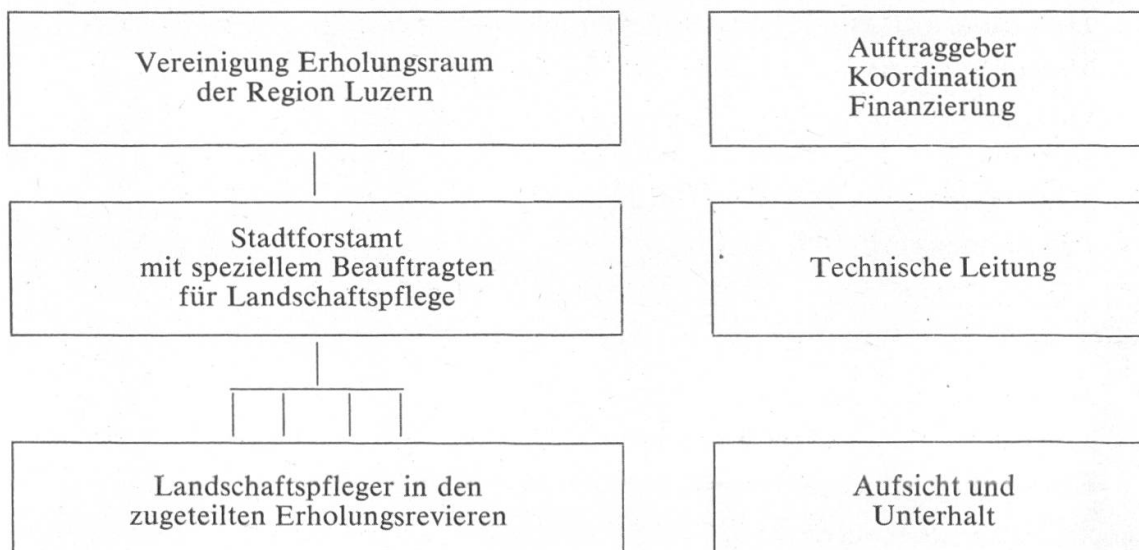 Vereinigung Erholungsraum
der Region Luzern
Auftraggeber
Koordination
Finanzierung
Stadtforstamt
mit speziellem Beauftragten
für Landschaftspflege
Technische Leitung
Landschaftspfleger in den
zugeteilten Erholungsrevieren
Aufsicht und
Unterhalt